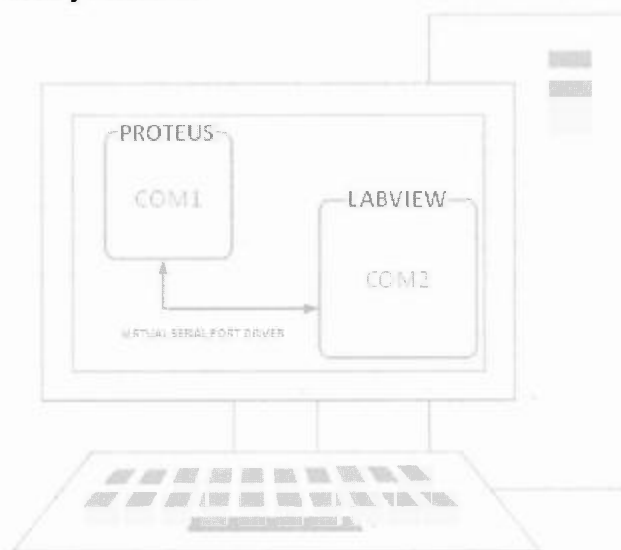 PROTEUS
COM1
LABVIEW
COM2
VIRTUAL SERIAL PORT DRIVER